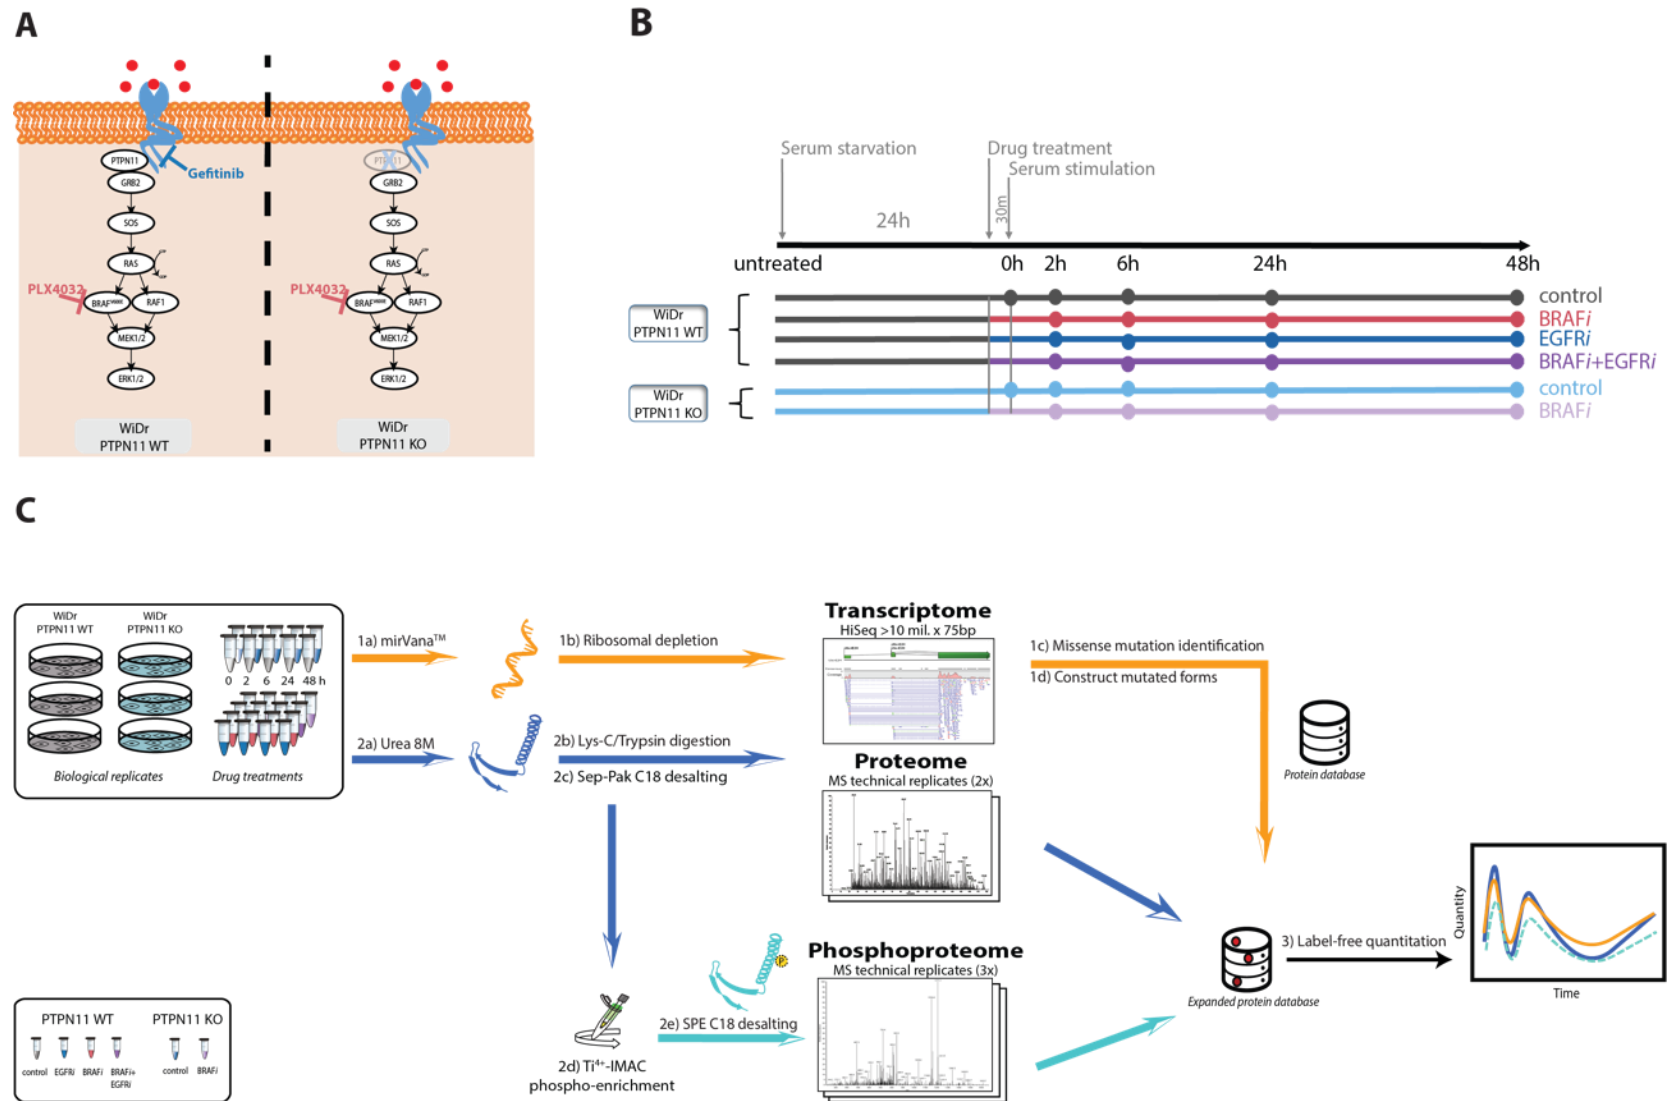 A
PTPN11
GRB2
SOS
RAS
BRAF
RAF1
MEK1/2
ERK1/2
Gefitinib
PLX4032
WiDr
PTPN11 WT
GRB2
SOS
RAS
PLX4032
BRAF
RAF1
MEK1/2
ERK1/2
WiDr
PTPN11 KO
B
Serum starvation
Drug treatment
Serum stimulation
24h
30m
untreated 0h 2h 6h 24h 48h
WiDr
PTPN11 WT
control
BRAFi
EGFRi
BRAFi+EGFRi
WiDr
PTPN11 KO
control
BRAFi
C
WiDr
PTPN11 WT
WiDr
PTPN11 KO
0 2 6 24 48 h
Biological replicates
Drug treatments
1a) mirVana™
1b) Ribosomal depletion
2a) Urea 8M
2b) Lys-C/Trypsin digestion
2c) Sep-Pak C18 desalting
Transcriptome
HiSeq >10 mil. x 75bp
1c) Missense mutation identification
1d) Construct mutated forms
Protein database
Proteome
MS technical replicates (2x)
Phosphoproteome
MS technical replicates (3x)
P
2d) Ti⁴⁺-IMAC
phospho-enrichment
2e) SPE C18 desalting
Expanded protein database
3) Label-free quantitation
Quantity
Time
PTPN11 WT
control
EGFRi
BRAFi
BRAFi+
EGFRi
PTPN11 KO
control
BRAFi